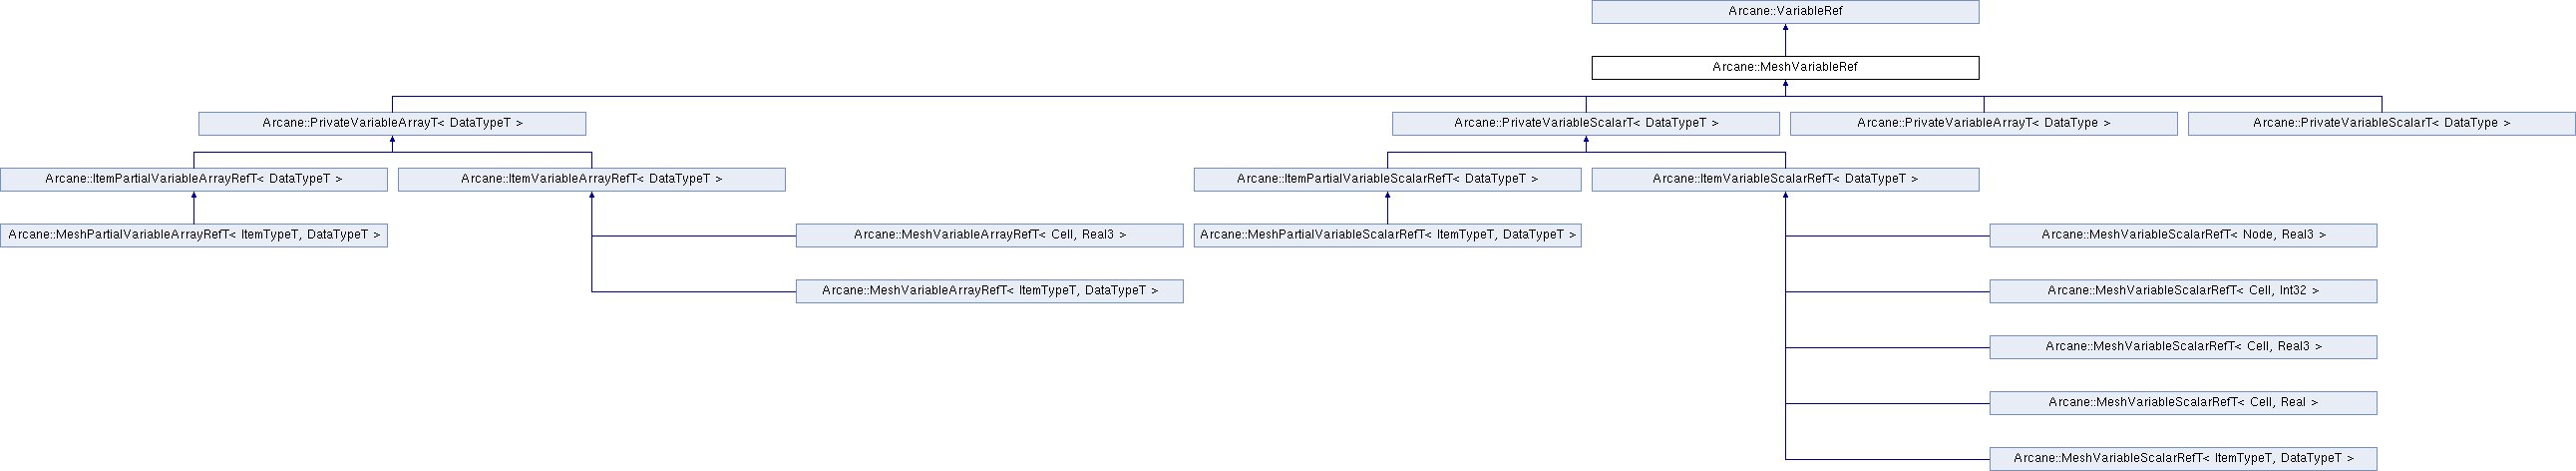 Arcane::VariableRef
Arcane::MeshVariableRef
Arcane::PrivateVariableArrayT< DataTypeT >
Arcane::PrivateVariableScalarT< DataTypeT >
Arcane::PrivateVariableArrayT< DataType >
Arcane::PrivateVariableScalarT< DataType >
Arcane::ItemPartialVariableArrayRefT< DataTypeT >
Arcane::ItemVariableArrayRefT< DataTypeT >
Arcane::ItemPartialVariableScalarRefT< DataTypeT >
Arcane::ItemVariableScalarRefT< DataTypeT >
Arcane::MeshPartialVariableArrayRefT< ItemTypeT, DataTypeT >
Arcane::MeshVariableArrayRefT< Cell, Real3 >
Arcane::MeshPartialVariableScalarRefT< ItemTypeT, DataTypeT >
Arcane::MeshVariableScalarRefT< Node, Real3 >
Arcane::MeshVariableArrayRefT< ItemTypeT, DataTypeT >
Arcane::MeshVariableScalarRefT< Cell, Int32 >
Arcane::MeshVariableScalarRefT< Cell, Real3 >
Arcane::MeshVariableScalarRefT< Cell, Real >
Arcane::MeshVariableScalarRefT< ItemTypeT, DataTypeT >